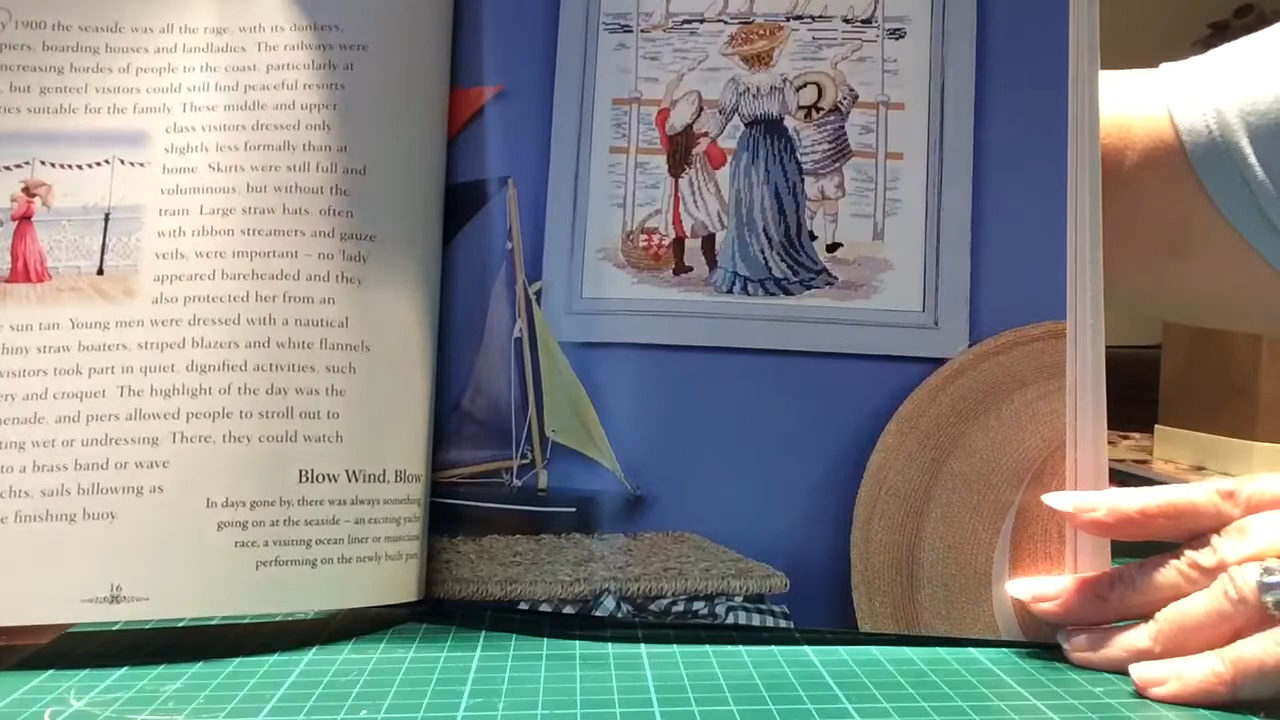 1900 the seaside was all the rage, with its donkeys,
piers, boarding houses and landladies. The railways were
increasing hordes of people to the coast, particularly at
but genteel visitors could still find peaceful resorts
suitable for the family. These middle and upper
class visitors dressed only
slightly less formally than at
home. Skirts were still full and
voluminous, but without the
train. Large straw hats, often
with ribbon streamers and gauze
veils, were important – no 'lady'
appeared bareheaded and they
also protected her from an
sun tan. Young men were dressed with a nautical
straw boaters, striped blazers and white flannels
visitors took part in quiet, dignified activities, such
and croquet. The highlight of the day was the
and piers allowed people to stroll out to
wet or undressing. There, they could watch
to a brass band or wave
sails billowing as
finishing buoy.
Blow Wind, Blow
In days gone by, there was always something
going on at the seaside – an exciting yacht
race, a visiting ocean liner or musicians
performing on the newly built pier.
16